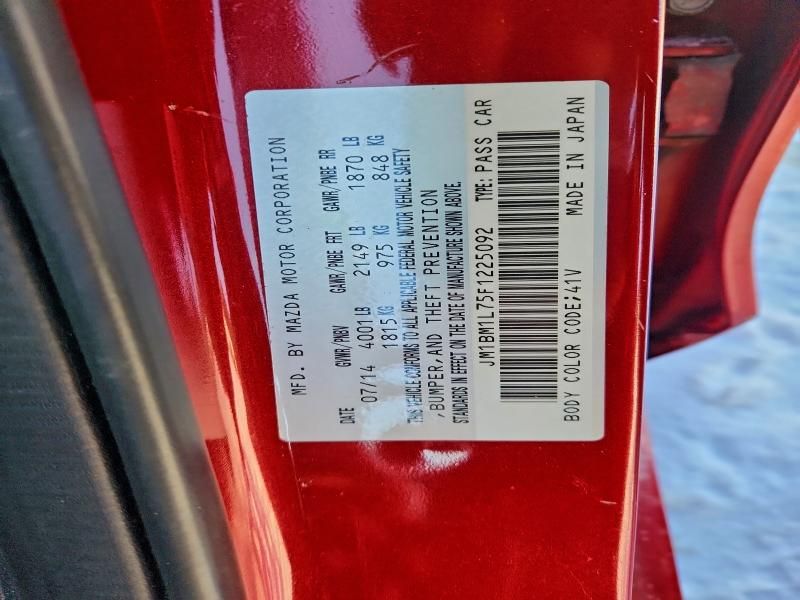 MFD. BY MAZDA MOTOR CORPORATION
DATE GVWR/PNBV GAWR/PNBE FRT GAWR/PNBE RR
07/14 4001 LB 2149 LB 1870 LB
1815 KG 975 KG 848 KG
THIS VEHICLE CONFORMS TO ALL APPLICABLE FEDERAL MOTOR VEHICLE SAFETY
,BUMPER,AND THEFT PREVENTION
STANDARDS IN EFFECT ON THE DATE OF MANUFACTURE SHOWN ABOVE.
JM1BM1L75F1225092 TYPE: PASS CAR
BODY COLOR CODE;41V MADE IN JAPAN